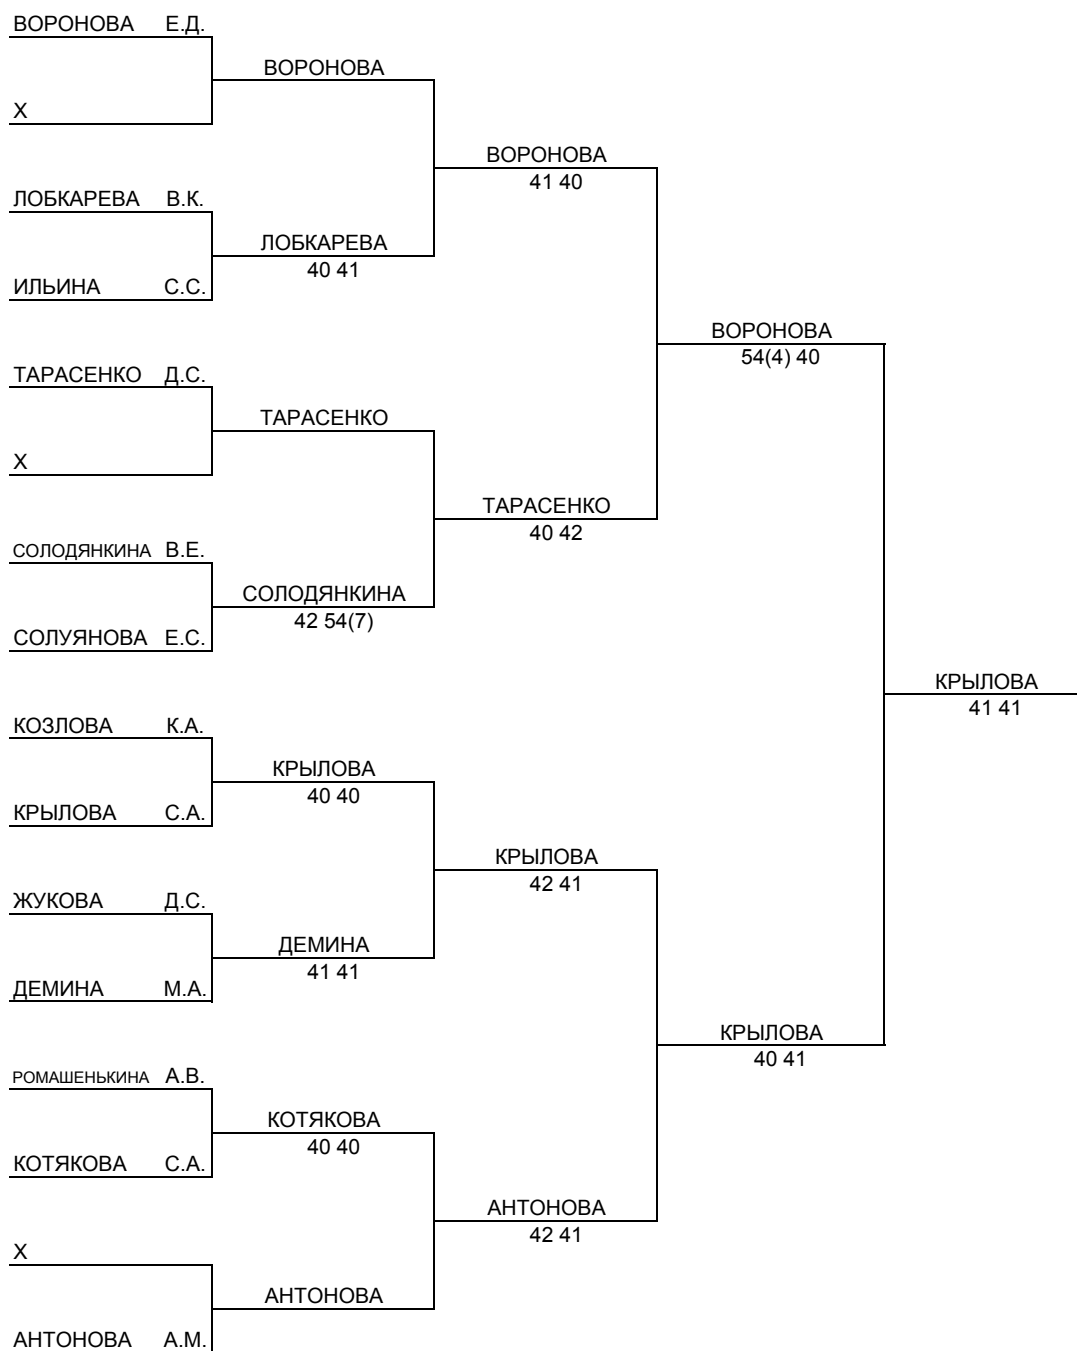 ВОРОНОВА Е.Д.
ВОРОНОВА
Х
ВОРОНОВА
41 40
ЛОБКАРЕВА В.К.
ЛОБКАРЕВА
40 41
ИЛЬИНА С.С.
ВОРОНОВА
54(4) 40
ТАРАСЕНКО Д.С.
ТАРАСЕНКО
Х
ТАРАСЕНКО
40 42
СОЛОДЯНКИНА В.Е.
СОЛОДЯНКИНА
42 54(7)
СОЛУЯНОВА Е.С.
КРЫЛОВА
41 41
КОЗЛОВА К.А.
КРЫЛОВА
40 40
КРЫЛОВА С.А.
КРЫЛОВА
42 41
ЖУКОВА Д.С.
ДЕМИНА
41 41
ДЕМИНА М.А.
КРЫЛОВА
40 41
РОМАШЕНЬКИНА А.В.
КОТЯКОВА
40 40
КОТЯКОВА С.А.
АНТОНОВА
42 41
Х
АНТОНОВА
АНТОНОВА А.М.